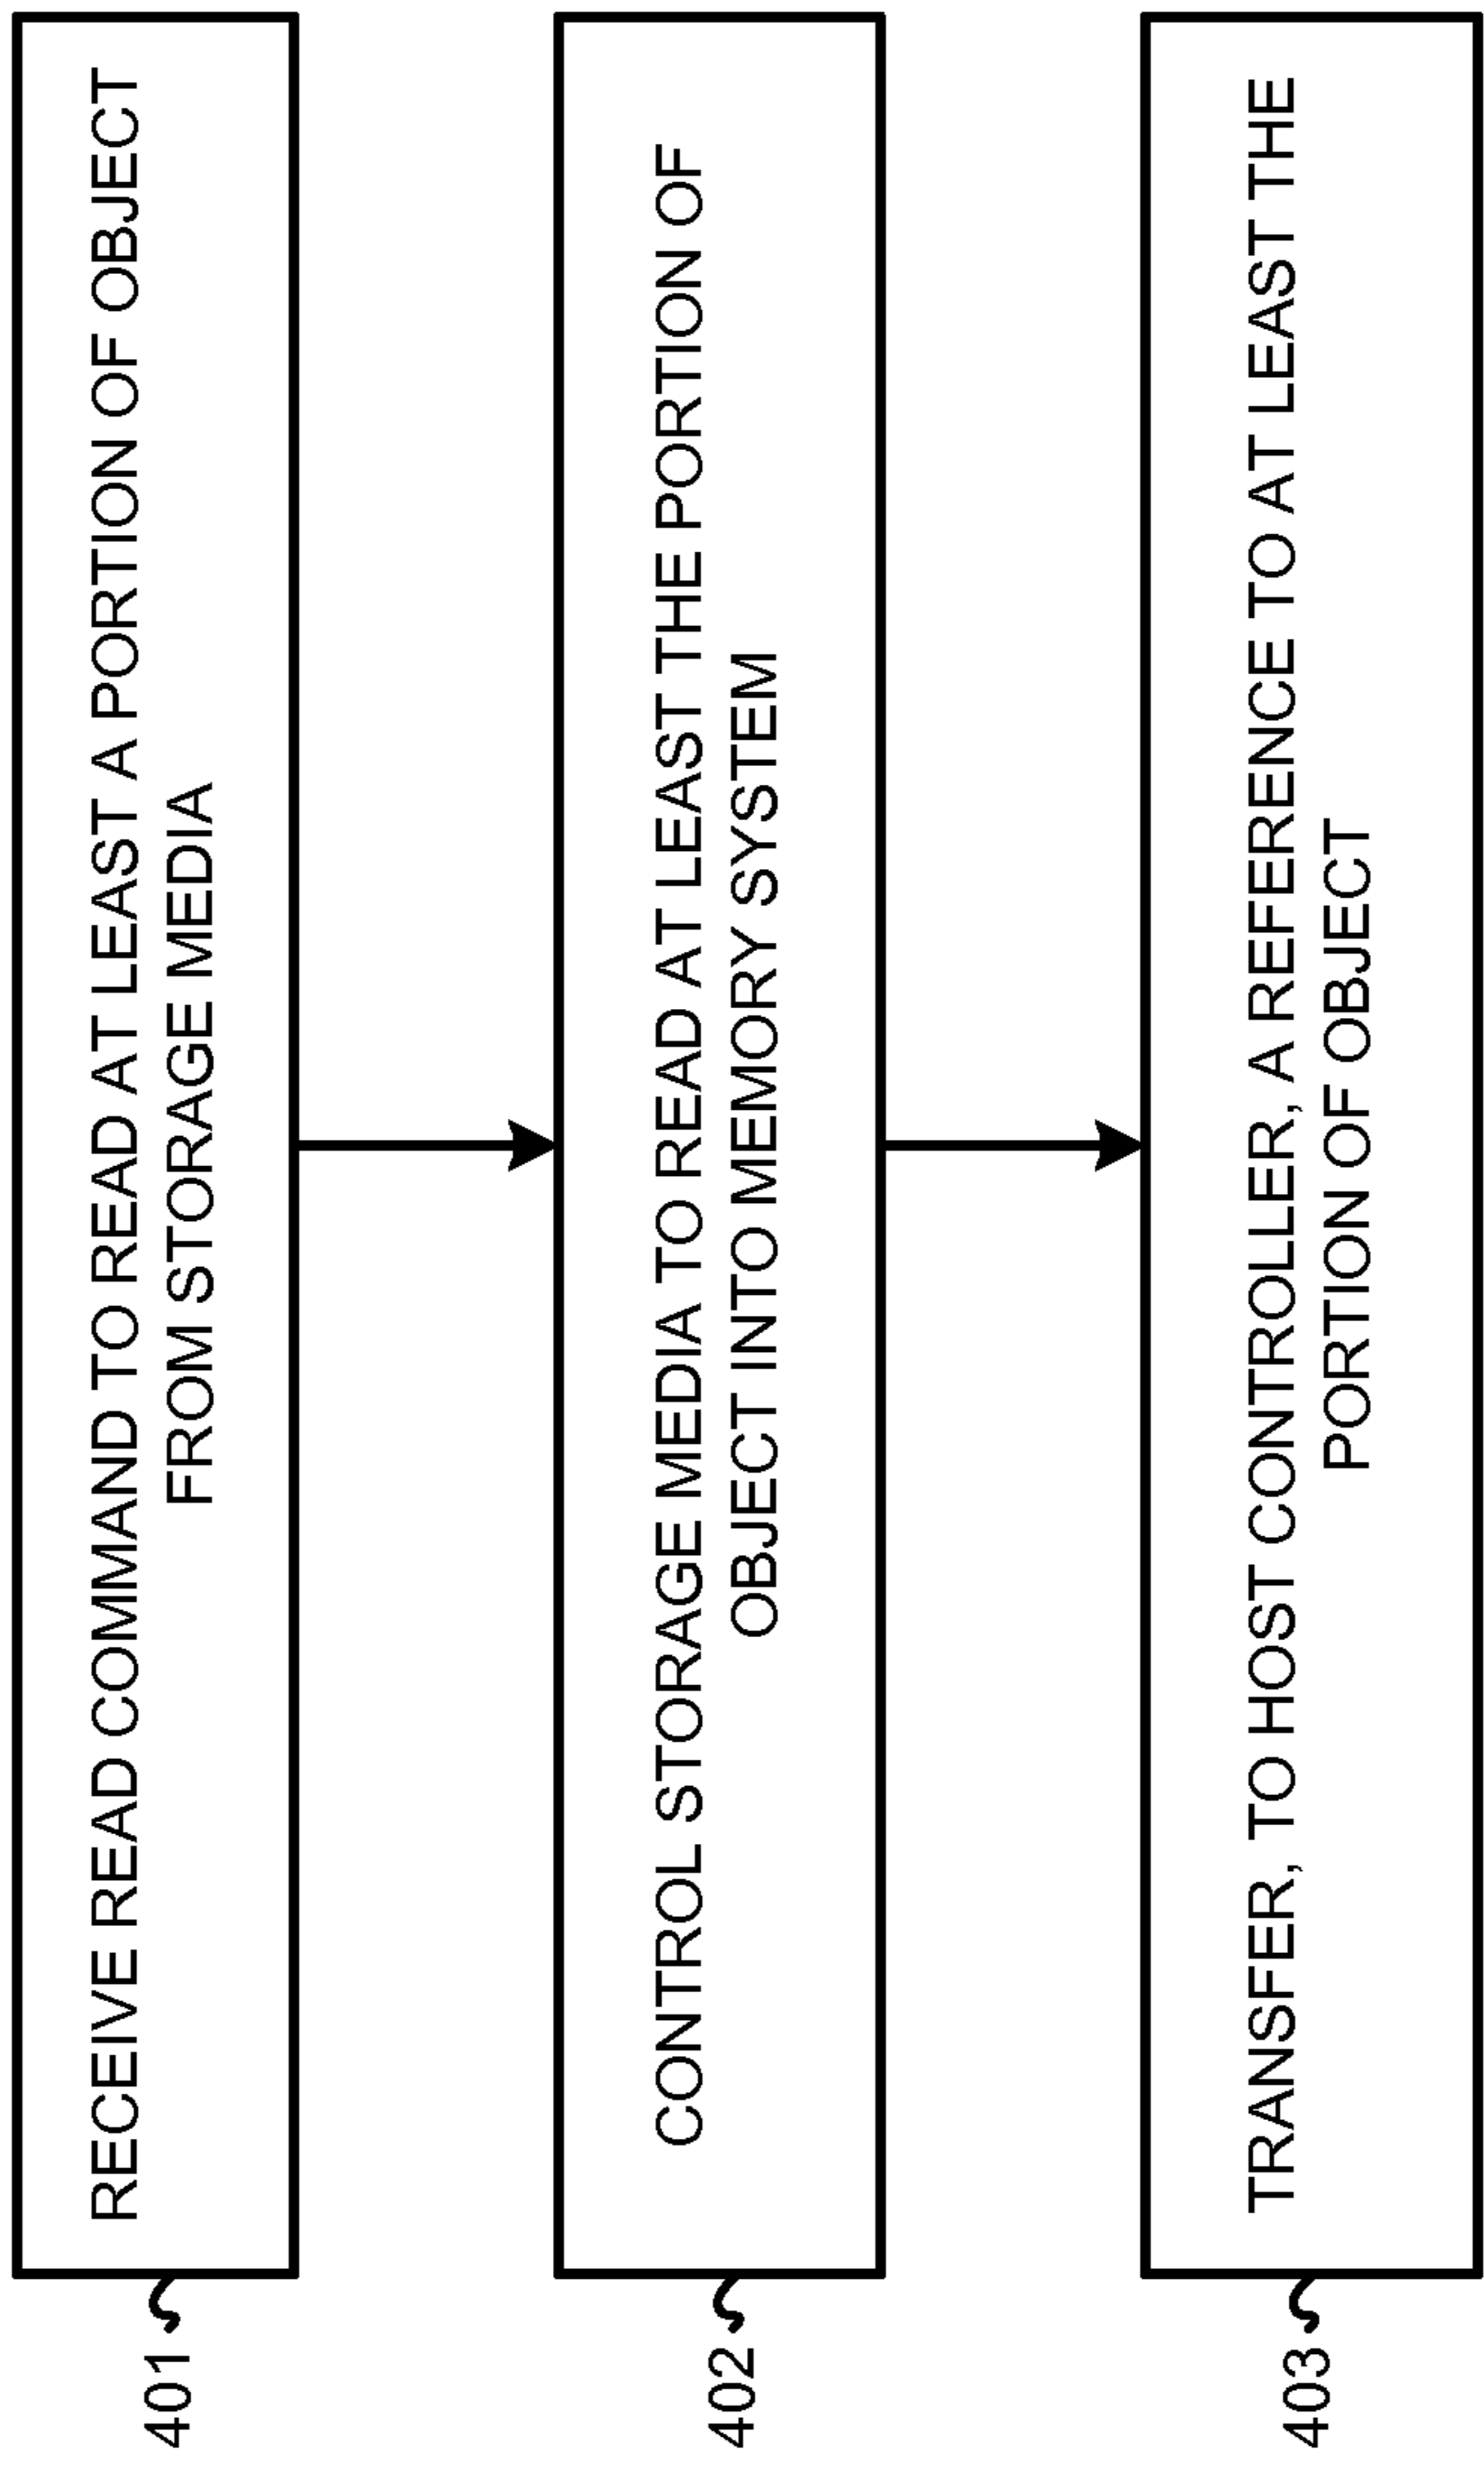 401
RECEIVE READ COMMAND TO READ AT LEAST A PORTION OF OBJECT
FROM STORAGE MEDIA
402
CONTROL STORAGE MEDIA TO READ AT LEAST THE PORTION OF
OBJECT INTO MEMORY SYSTEM
403
TRANSFER, TO HOST CONTROLLER, A REFERENCE TO AT LEAST THE
PORTION OF OBJECT